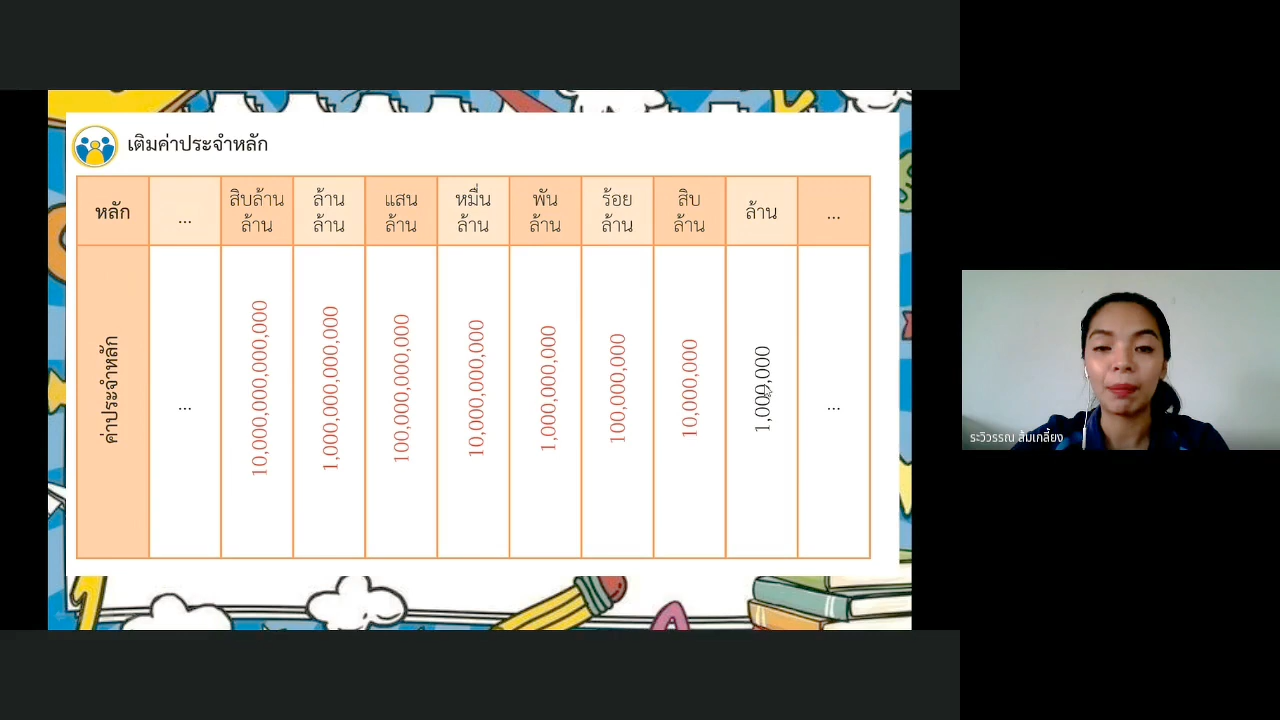 เติมค่าประจำหลัก
หลัก
...
สิบล้าน
ล้าน
ล้าน
ล้าน
แสน
ล้าน
หมื่น
ล้าน
พัน
ล้าน
ร้อย
ล้าน
สิบ
ล้าน
ล้าน
...
ค่าประจำหลัก
...
10,000,000,000,000
1,000,000,000,000
100,000,000,000
10,000,000,000
1,000,000,000
100,000,000
10,000,000
1,000,000
...
ระวิวรรณ ส้มเกลี้ยง